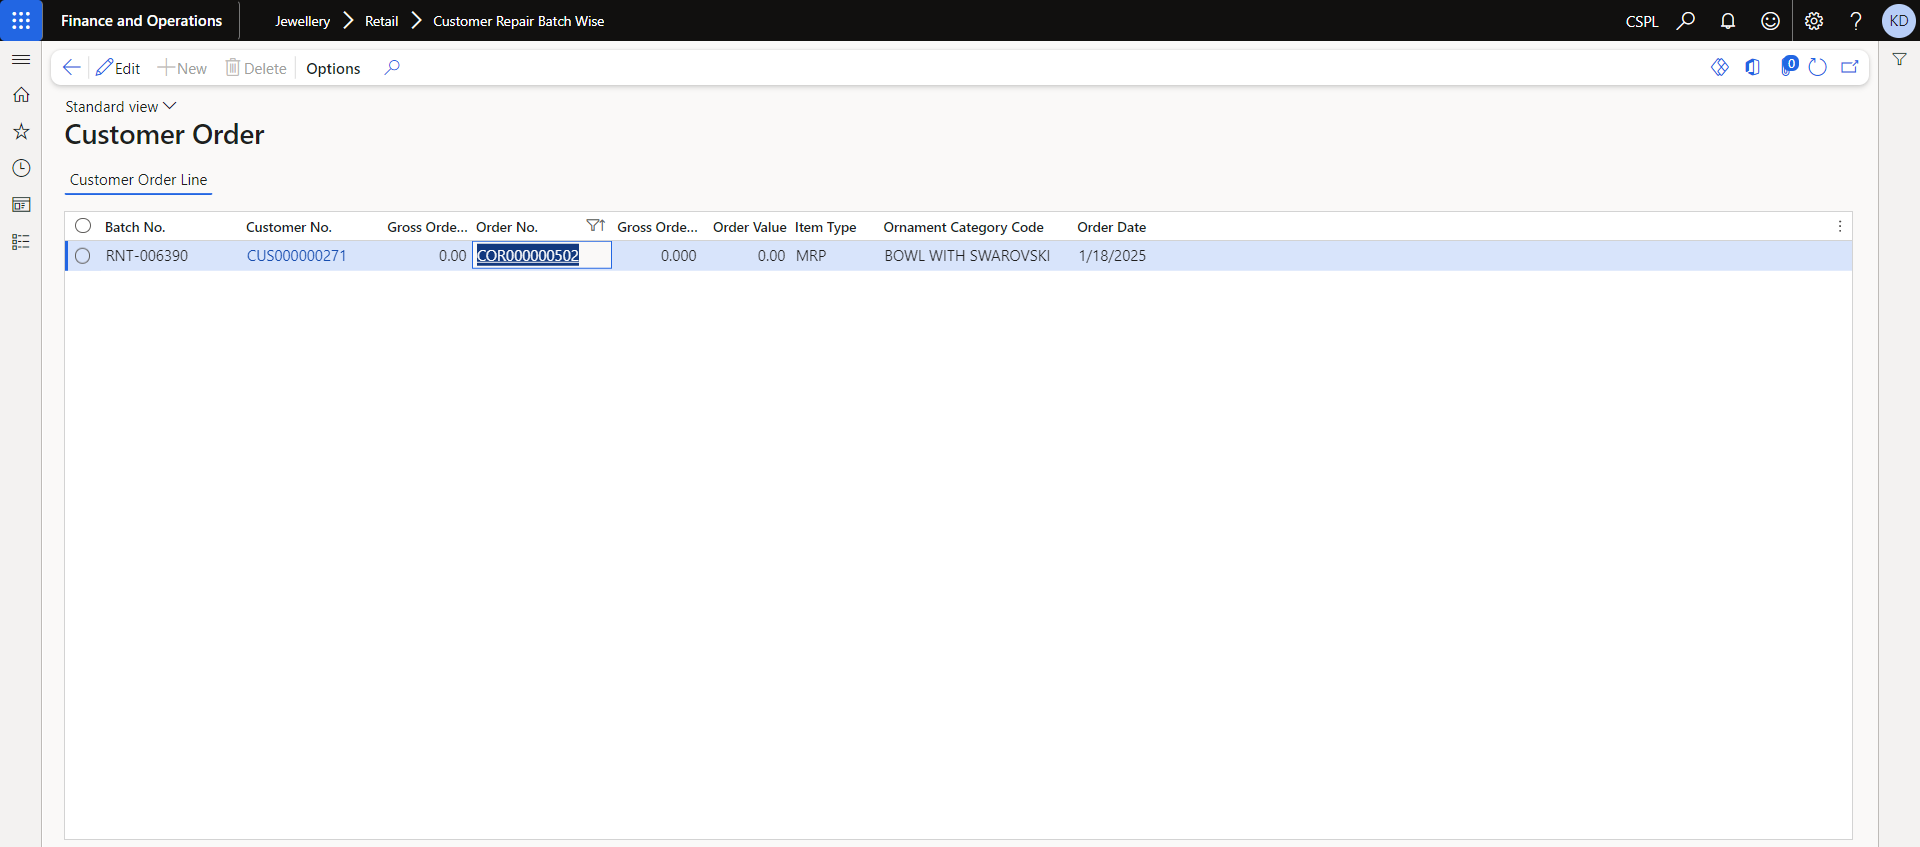 Finance and Operations
Jewellery Retail Customer Repair Batch Wise
CSPL
KD
Edit New Delete Options
0
Standard view
Customer Order
Customer Order Line
Batch No. Customer No. Gross Orde... Order No. Gross Orde... Order Value Item Type Ornament Category Code Order Date
RNT-006390 CUS000000271 0.00 COR000000502 0.000 0.00 MRP BOWL WITH SWAROVSKI 1/18/2025